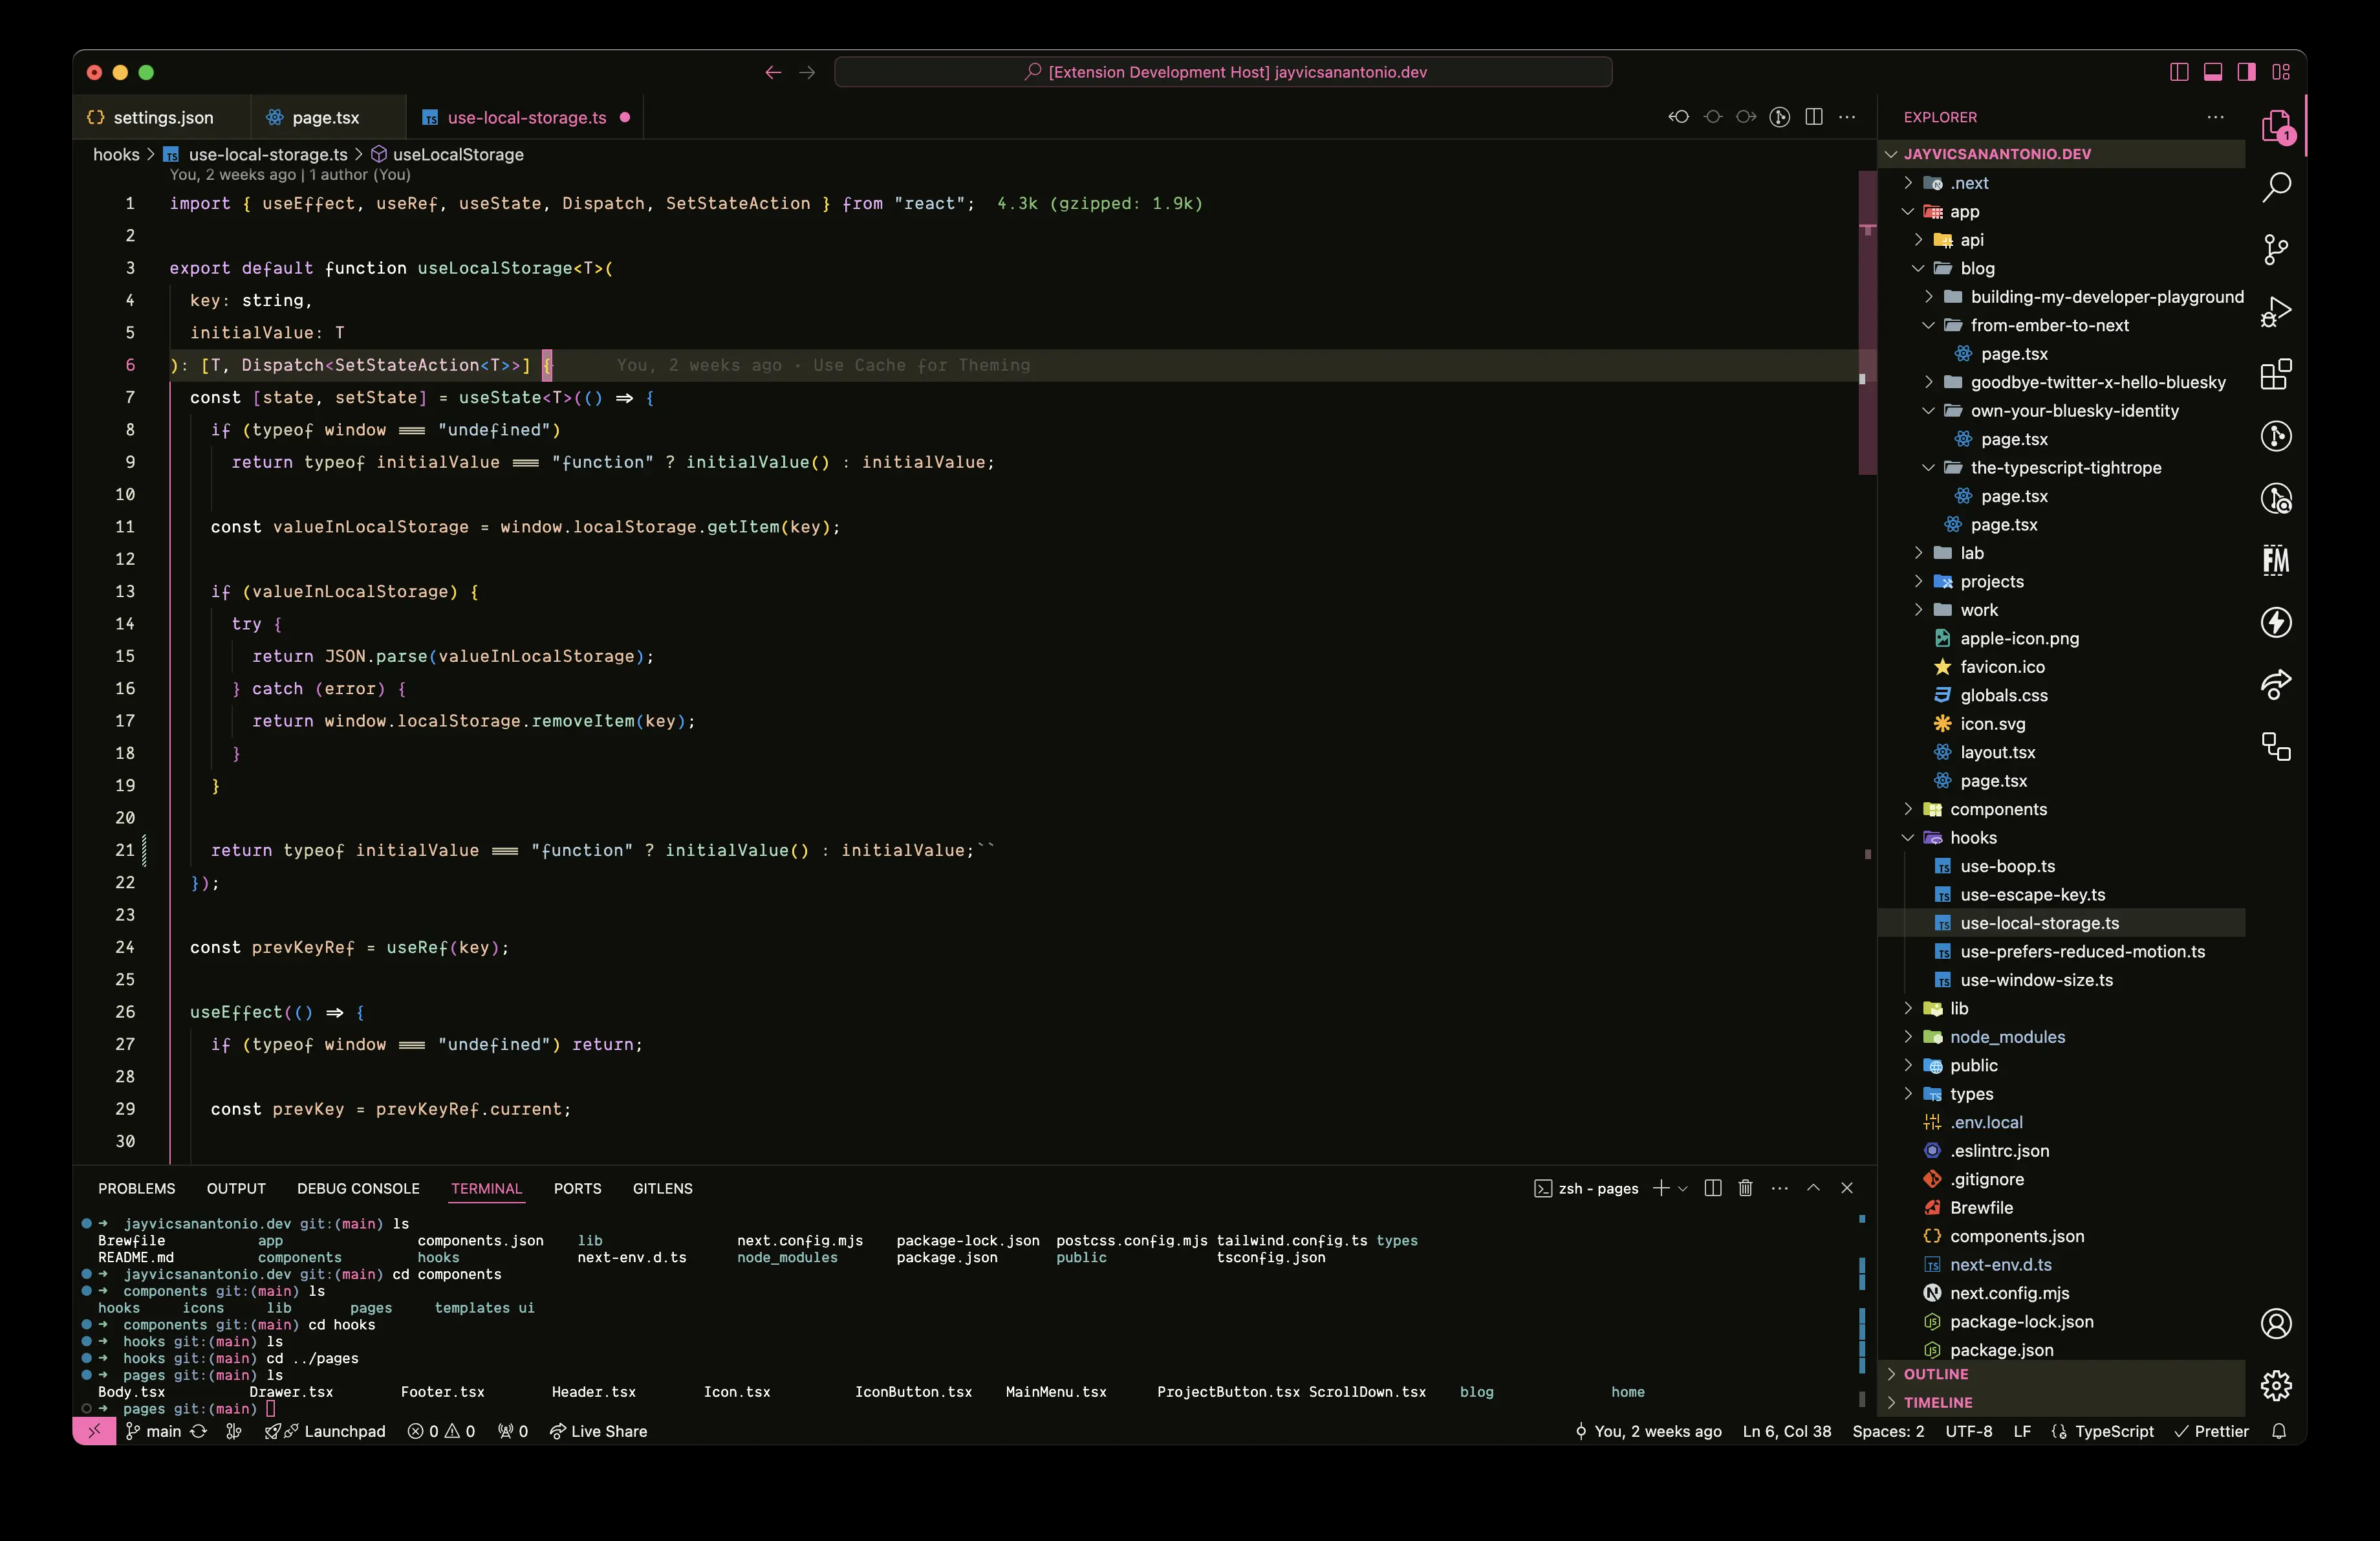 [Extension Development Host] jayvicsanantonio.dev
settings.json page.tsx use-local-storage.ts
hooks > use-local-storage.ts > useLocalStorage
You, 2 weeks ago | 1 author (You)
1 import { useEffect, useRef, useState, Dispatch, SetStateAction } from "react"; 4.3k (gzipped: 1.9k)
2
3 export default function useLocalStorage<T>(
4 key: string,
5 initialValue: T
6 ): [T, Dispatch<SetStateAction<T>>] { You, 2 weeks ago · Use Cache for Theming
7 const [state, setState] = useState<T>(() => {
8 if (typeof window === "undefined")
9 return typeof initialValue === "function" ? initialValue() : initialValue;
10
11 const valueInLocalStorage = window.localStorage.getItem(key);
12
13 if (valueInLocalStorage) {
14 try {
15 return JSON.parse(valueInLocalStorage);
16 } catch (error) {
17 return window.localStorage.removeItem(key);
18 }
19 }
20
21 return typeof initialValue === "function" ? initialValue() : initialValue;``
22 });
23
24 const prevKeyRef = useRef(key);
25
26 useEffect(() => {
27 if (typeof window === "undefined") return;
28
29 const prevKey = prevKeyRef.current;
30
PROBLEMS OUTPUT DEBUG CONSOLE TERMINAL PORTS GITLENS
zsh - pages
➜ jayvicsanantonio.dev git:(main) ls
Brewfile app components.json lib next.config.mjs package-lock.json postcss.config.mjs tailwind.config.ts types
README.md components hooks next-env.d.ts node_modules package.json public tsconfig.json
➜ jayvicsanantonio.dev git:(main) cd components
➜ components git:(main) ls
hooks icons lib pages templates ui
➜ components git:(main) cd hooks
➜ hooks git:(main) ls
➜ hooks git:(main) cd ../pages
➜ pages git:(main) ls
Body.tsx Drawer.tsx Footer.tsx Header.tsx Icon.tsx IconButton.tsx MainMenu.tsx ProjectButton.tsx ScrollDown.tsx blog home
➜ pages git:(main)
EXPLORER
JAYVICSANANTONIO.DEV
.next
app
api
blog
building-my-developer-playground
from-ember-to-next
page.tsx
goodbye-twitter-x-hello-bluesky
own-your-bluesky-identity
page.tsx
the-typescript-tightrope
page.tsx
page.tsx
lab
projects
work
apple-icon.png
favicon.ico
globals.css
icon.svg
layout.tsx
page.tsx
components
hooks
TS use-boop.ts
TS use-escape-key.ts
TS use-local-storage.ts
TS use-prefers-reduced-motion.ts
TS use-window-size.ts
lib
node_modules
public
types
.env.local
.eslintrc.json
.gitignore
Brewfile
components.json
TS next-env.d.ts
next.config.mjs
package-lock.json
package.json
OUTLINE
TIMELINE
1
FM
main Launchpad 0 0 0 Live Share
You, 2 weeks ago Ln 6, Col 38 Spaces: 2 UTF-8 LF TypeScript Prettier